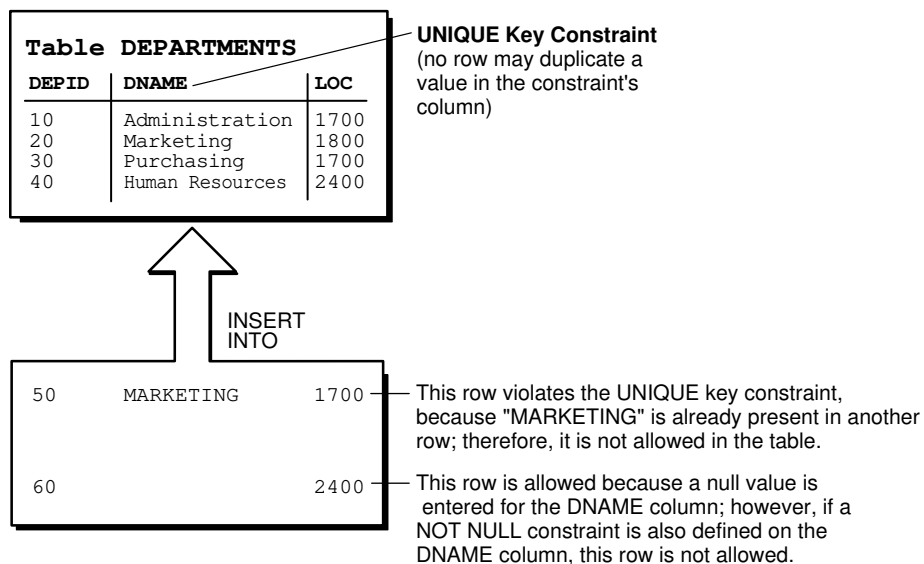 Table DEPARTMENTS
DEPID DNAME LOC
10 Administration 1700
20 Marketing 1800
30 Purchasing 1700
40 Human Resources 2400
UNIQUE Key Constraint
(no row may duplicate a
value in the constraint's
column)
INSERT
INTO
50 MARKETING 1700
This row violates the UNIQUE key constraint,
because "MARKETING" is already present in another
row; therefore, it is not allowed in the table.
60 2400
This row is allowed because a null value is
entered for the DNAME column; however, if a
NOT NULL constraint is also defined on the
DNAME column, this row is not allowed.